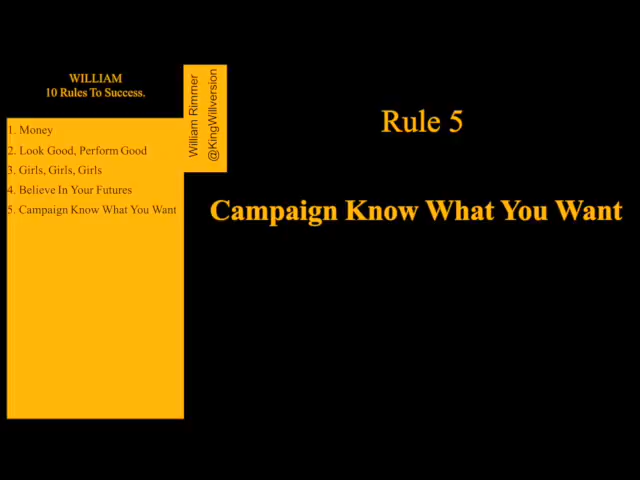 WILLIAM
10 Rules To Success.
1. Money
2. Look Good, Perform Good
3. Girls, Girls, Girls
4. Believe In Your Futures
5. Campaign Know What You Want
William Rimmer
@KingWillversion
Rule 5
Campaign Know What You Want